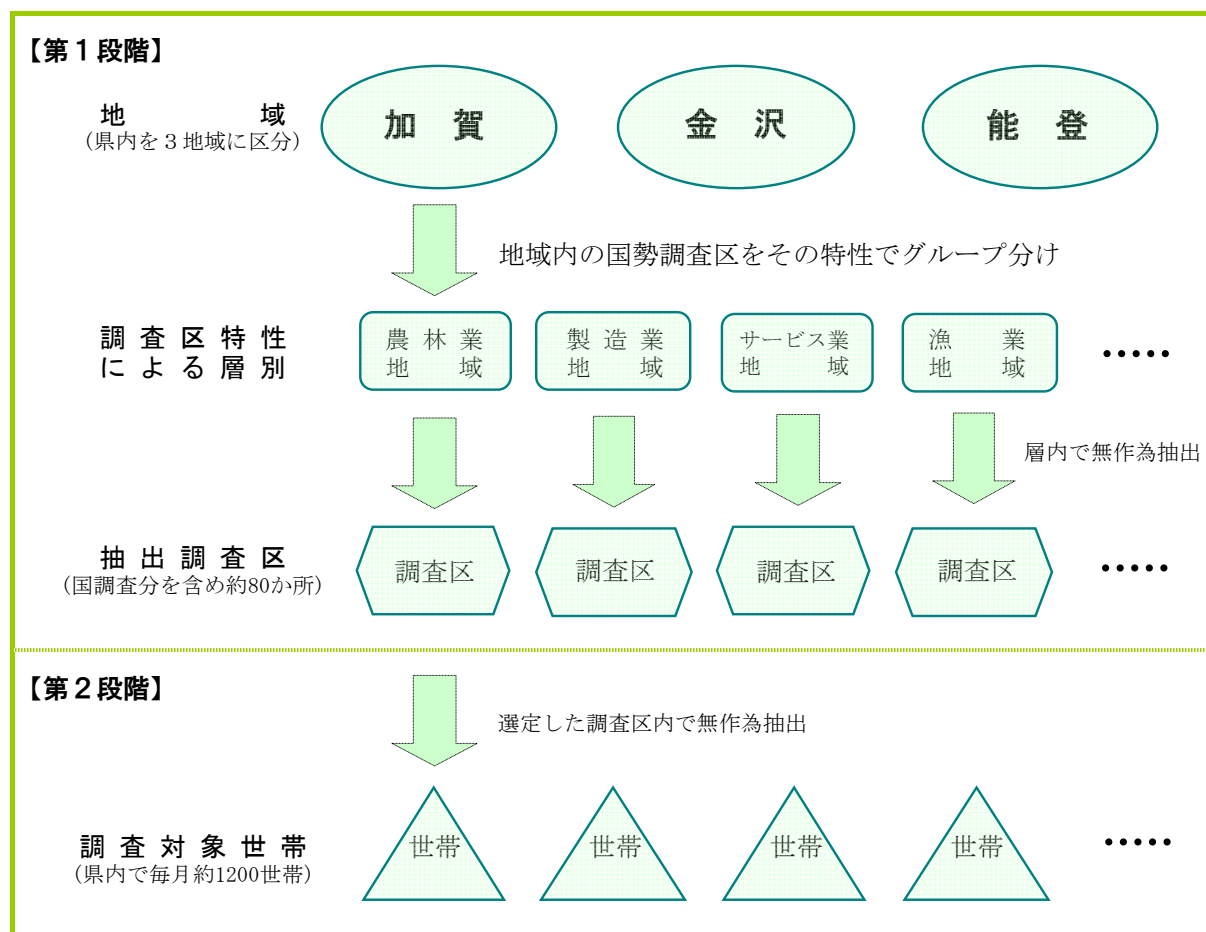 【第１段階】
地域
加賀 金沢 能登
(県内を３地域に区分)
地域内の国勢調査区をその特性でグループ分け
調査区特性 農林業 製造業 サービス業 漁業
による層別 地域 地域 地域 地域 •••••
層内で無作為抽出
抽出調査区 調査区 調査区 調査区 調査区 •••••
(国調査分を含め約80か所)
【第２段階】
選定した調査区内で無作為抽出
調査対象世帯 世帯 世帯 世帯 世帯 •••••
(県内で毎月約1200世帯)